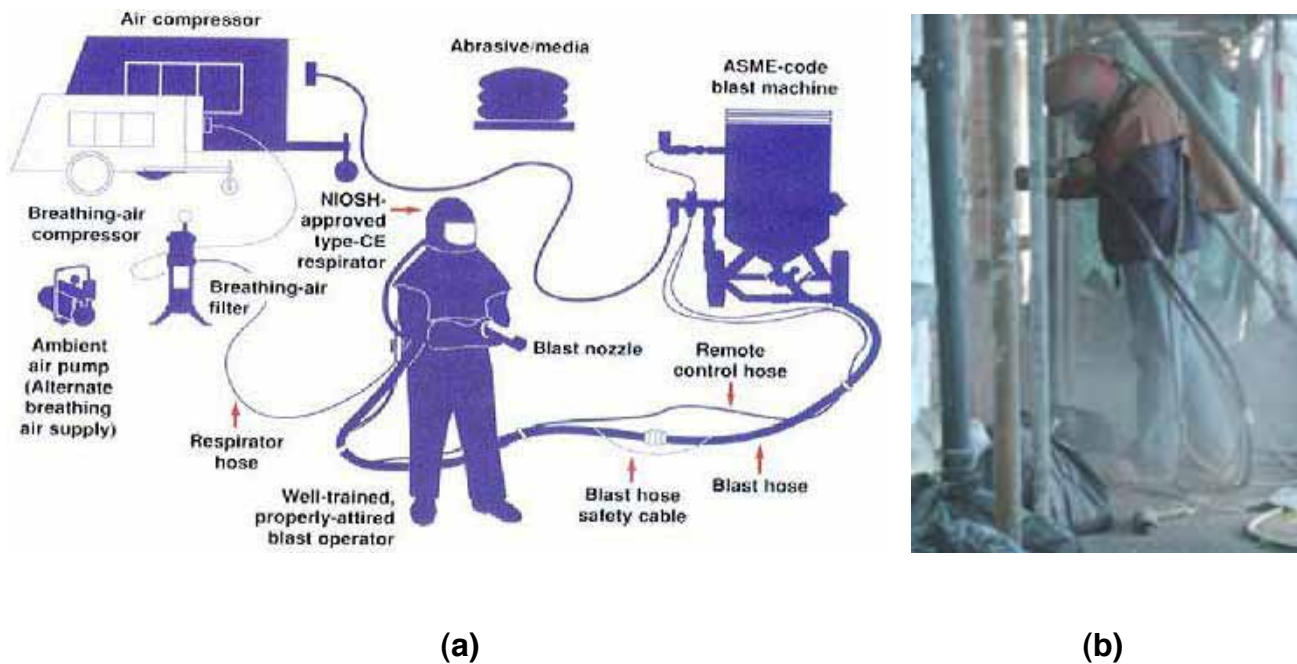 Air compressor
Abrasive/media
ASME-code
blast machine
NIOSH-
approved
type-CE
respirator
Breathing-air
compressor
Breathing-air
filter
Ambient
air pump
(Alternate
breathing
air supply)
Blast nozzle
Remote
control hose
Respirator
hose
Well-trained,
properly-attired
blast operator
Blast hose
safety cable
Blast hose
(a)
(b)